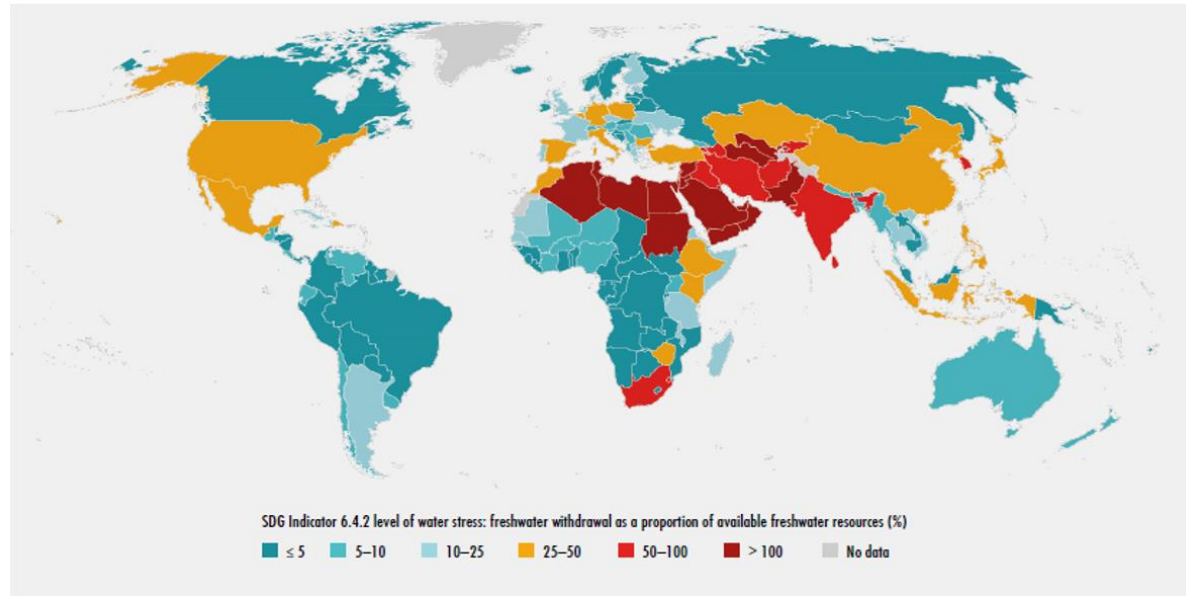 SDG Indicator 6.4.2 level of water stress: freshwater withdrawal as a proportion of available freshwater resources (%)
≤ 5 5–10 10–25 25–50 50–100 > 100 No data